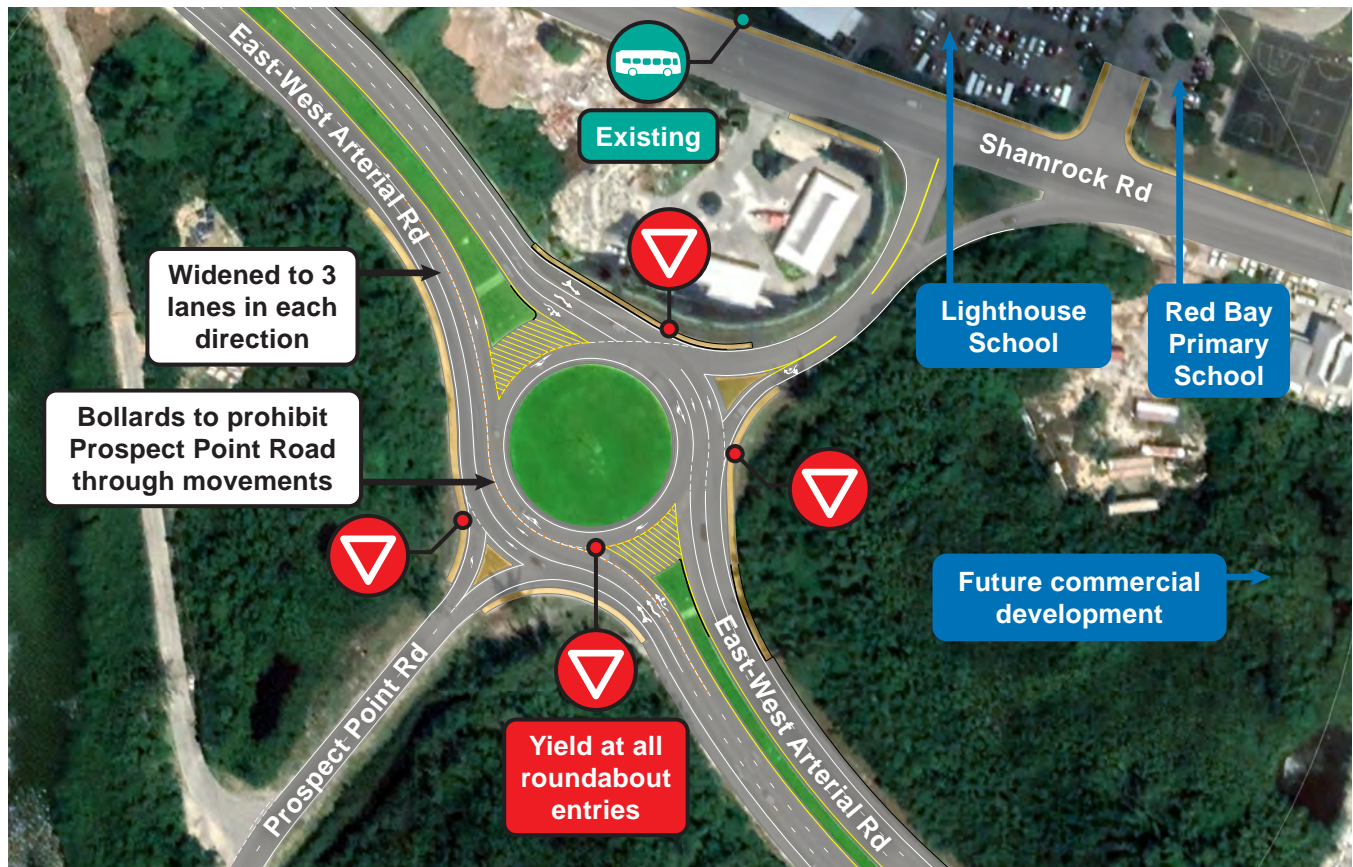 East-West Arterial Rd
Existing
Shamrock Rd
Widened to 3
lanes in each
direction
Lighthouse
School
Red Bay
Primary
School
Bollards to prohibit
Prospect Point Road
through movements
Future commercial
development
Prospect Point Rd
Yield at all
roundabout
entries
East-West Arterial Rd